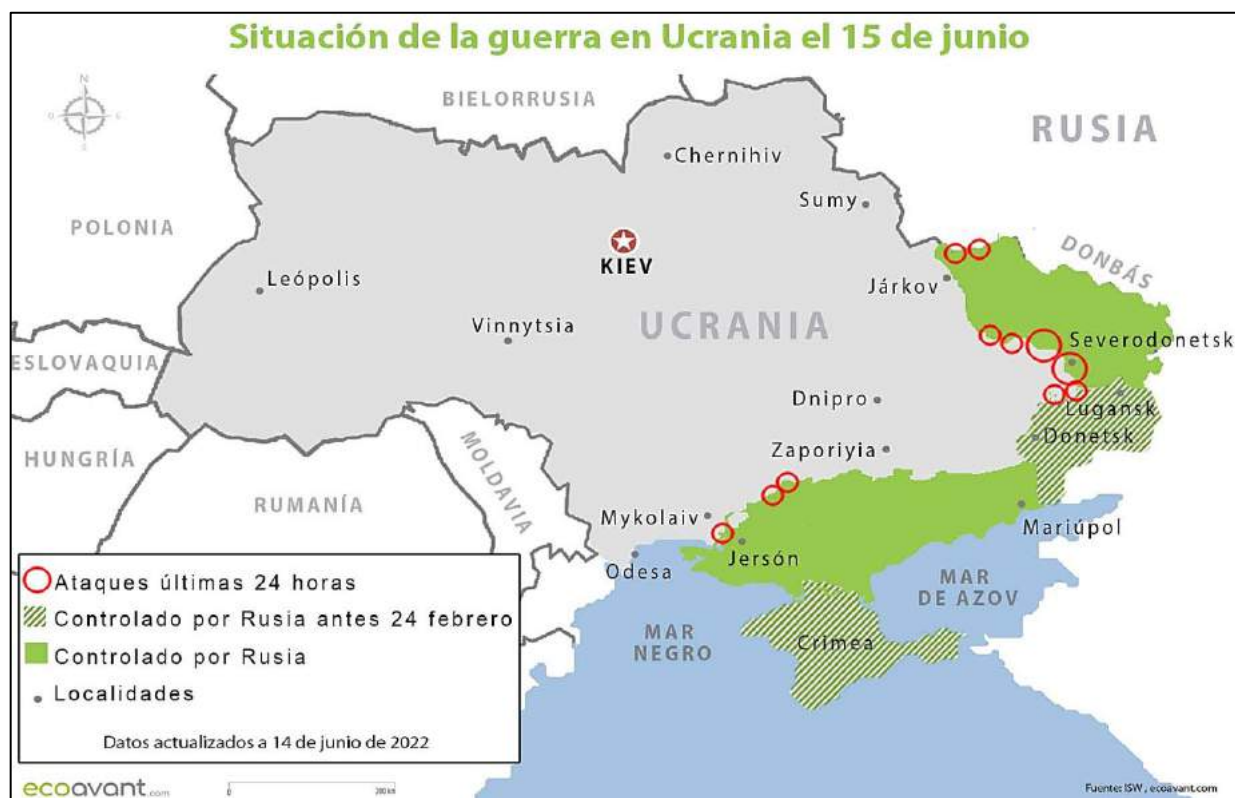 Situación de la guerra en Ucrania el 15 de junio
N
O
E
S
BIELORRUSIA
RUSIA
Chernihiv
Sumy
POLONIA
DONBÁS
KIEV
Leópolis
Járkov
Vinnytsia
UCRANIA
Severodonetsk
ESLOVAQUIA
Dnipro
Lugansk
Donetsk
HUNGRÍA
Zaporiyia
MOLDAVIA
RUMANÍA
Mykolaiv
Mariúpol
Jersón
Odesa
MAR
DE AZOV
MAR
NEGRO
Crimea
Ataques últimas 24 horas
Controlado por Rusia antes 24 febrero
Controlado por Rusia
Localidades
Datos actualizados a 14 de junio de 2022
ecoavant.com
0
200 km
Fuente: ISW , ecoavant.com